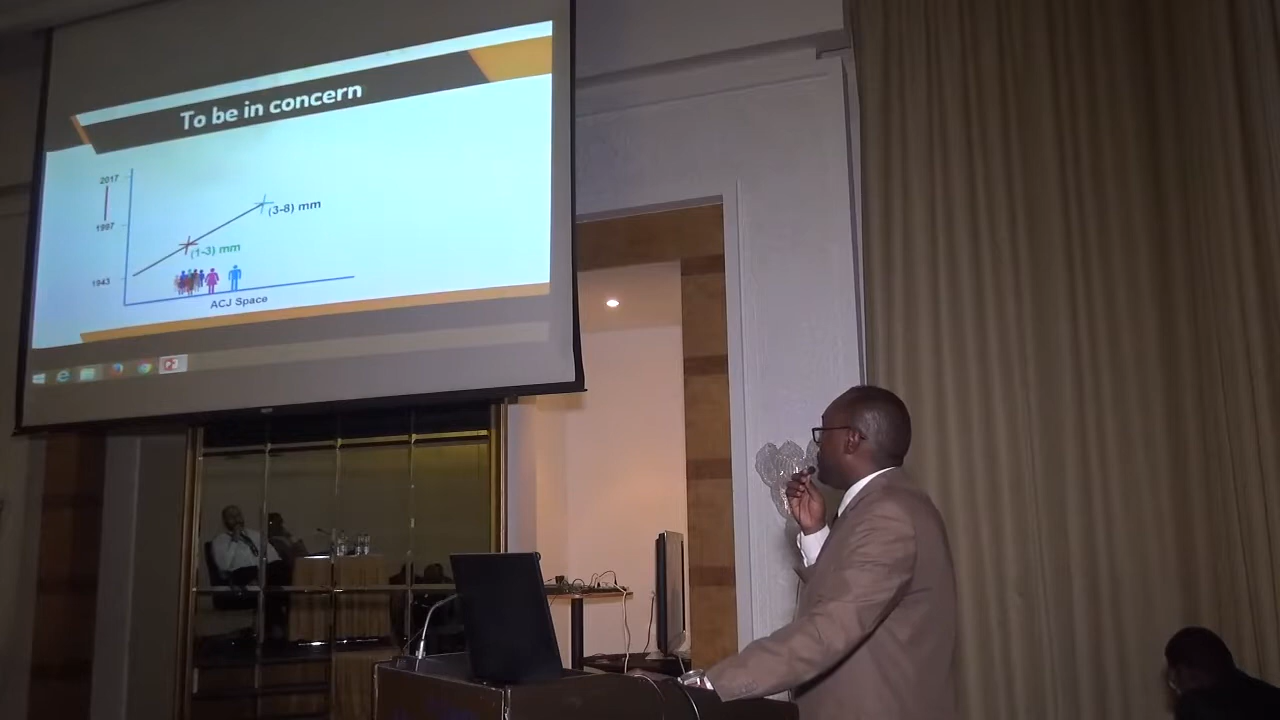 To be in concern
2017
(3-8) mm
1997
(1-3) mm
1943
ACJ Space